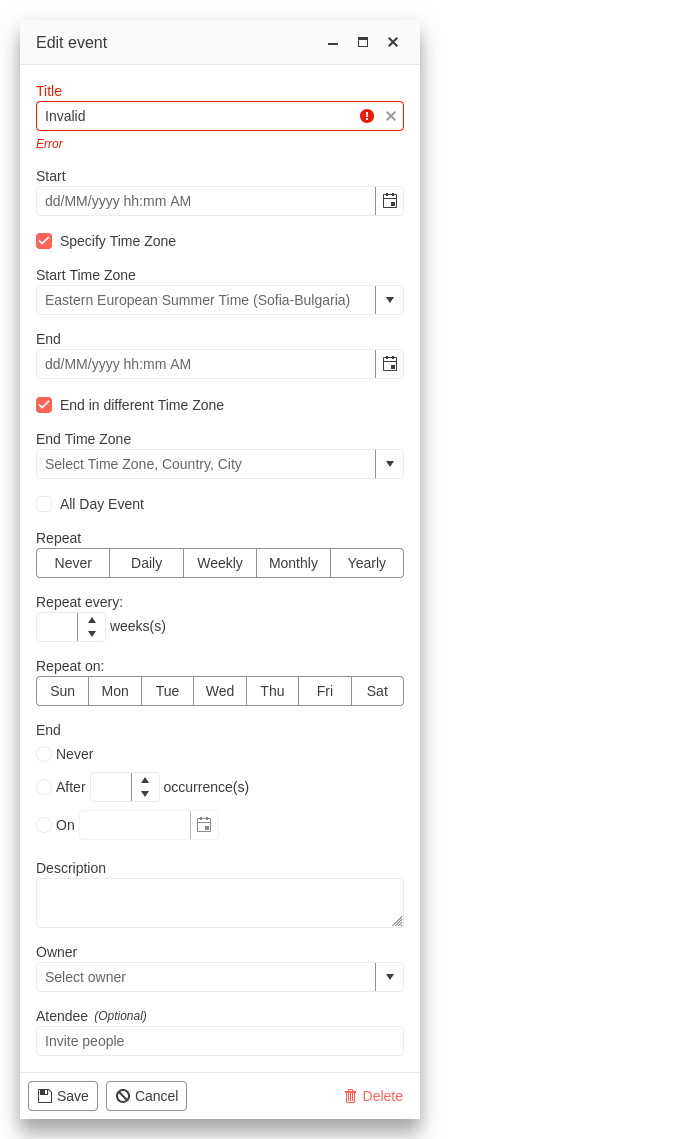 Edit event
Title
Invalid
Error
Start
dd/MM/yyyy hh:mm AM
Specify Time Zone
Start Time Zone
Eastern European Summer Time (Sofia-Bulgaria)
End
dd/MM/yyyy hh:mm AM
End in different Time Zone
End Time Zone
Select Time Zone, Country, City
All Day Event
Repeat
Never Daily Weekly Monthly Yearly
Repeat every:
weeks(s)
Repeat on:
Sun Mon Tue Wed Thu Fri Sat
End
Never
After occurrence(s)
On
Description
Owner
Select owner
Atendee (Optional)
Invite people
Save Cancel Delete